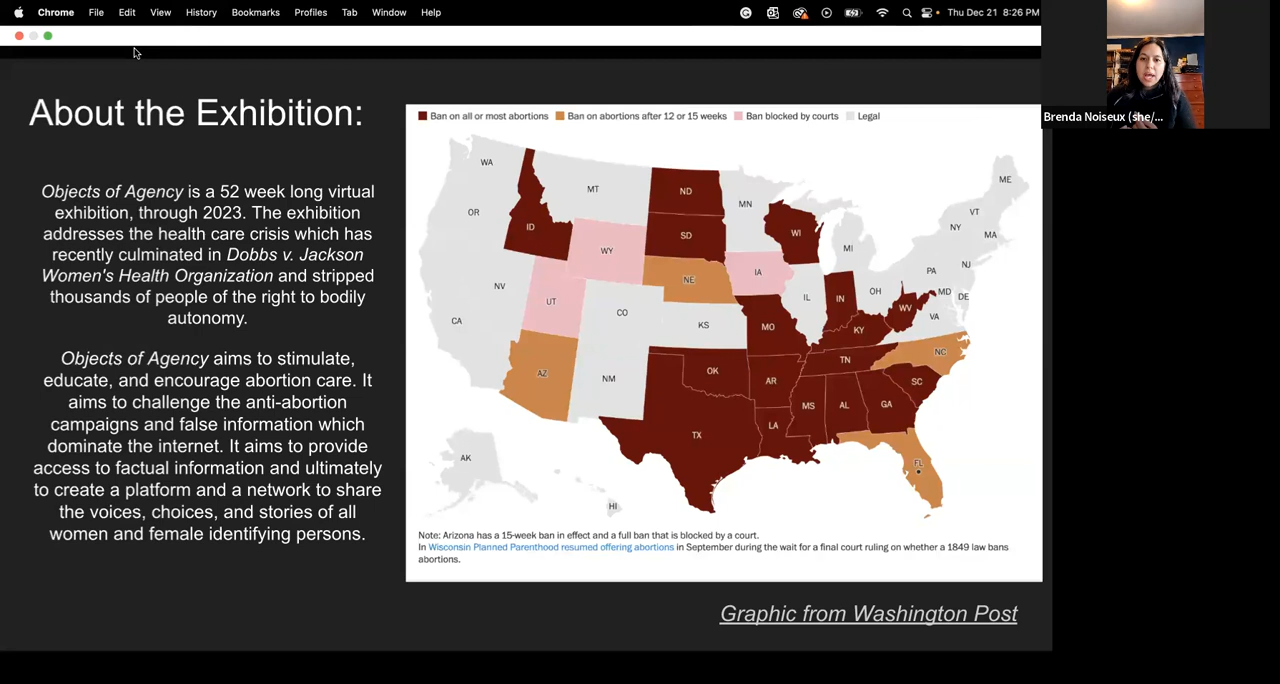 Chrome File Edit View History Bookmarks Profiles Tab Window Help Thu Dec 21 8:26 PM
Brenda Noiseux (she/...
About the Exhibition:
Objects of Agency is a 52 week long virtual
exhibition, through 2023. The exhibition
addresses the health care crisis which has
recently culminated in Dobbs v. Jackson
Women's Health Organization and stripped
thousands of people of the right to bodily
autonomy.
Objects of Agency aims to stimulate,
educate, and encourage abortion care. It
aims to challenge the anti-abortion
campaigns and false information which
dominate the internet. It aims to provide
access to factual information and ultimately
to create a platform and a network to share
the voices, choices, and stories of all
women and female identifying persons.
Ban on all or most abortions Ban on abortions after 12 or 15 weeks Ban blocked by courts Legal
WA
MT
ND
MN
ME
OR
ID
SD
WI
VT
NY
MA
WY
MI
NV
UT
NE
IA
PA
NJ
IL
IN
OH
MD
DE
CA
CO
KS
MO
KY
WV
VA
AZ
NM
OK
AR
TN
NC
SC
MS
AL
GA
TX
LA
FL
AK
HI
Note: Arizona has a 15-week ban in effect and a full ban that is blocked by a court.
In Wisconsin Planned Parenthood resumed offering abortions in September during the wait for a final court ruling on whether a 1849 law bans
abortions.
Graphic from Washington Post